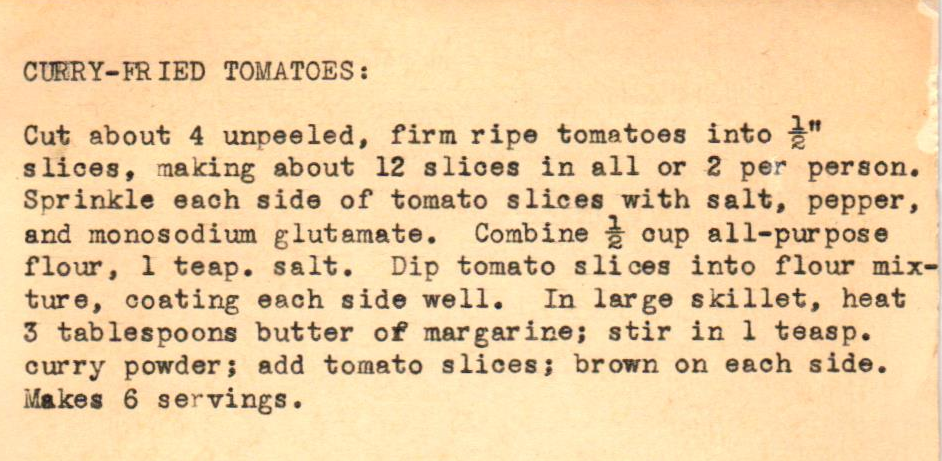 CURRY-FRIED TOMATOES:
Cut about 4 unpeeled, firm ripe tomatoes into ½"
slices, making about 12 slices in all or 2 per person.
Sprinkle each side of tomato slices with salt, pepper,
and monosodium glutamate. Combine ½ cup all-purpose
flour, 1 teap. salt. Dip tomato slices into flour mix-
ture, coating each side well. In large skillet, heat
3 tablespoons butter of margarine; stir in 1 teasp.
curry powder; add tomato slices; brown on each side.
Makes 6 servings.